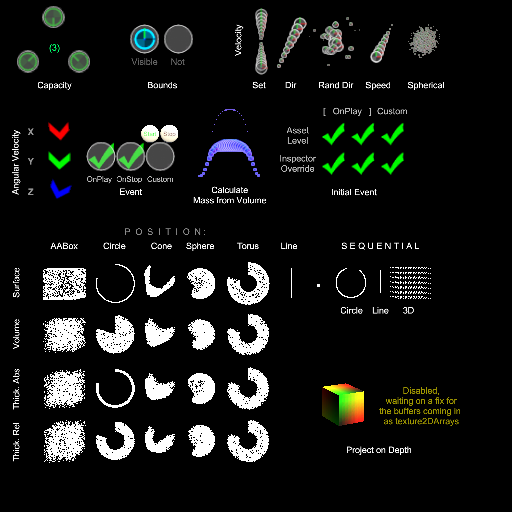 (3)
Capacity
Visible Not
Bounds
Velocity
Set Dir Rand Dir Speed Spherical
Angular Velocity
X
Y
Z
Start Stop
OnPlay OnStop Custom
Event
Calculate
Mass from Volume
[ OnPlay ] Custom
Asset
Level
Inspector
Override
Initial Event
POSITION:
AABox Circle Cone Sphere Torus Line
SEQUENTIAL
Surface
Circle Line 3D
Volume
Thick. Abs
Thick. Rel
Disabled,
waiting on a fix for
the buffers coming in
as texture2DArrays
Project on Depth